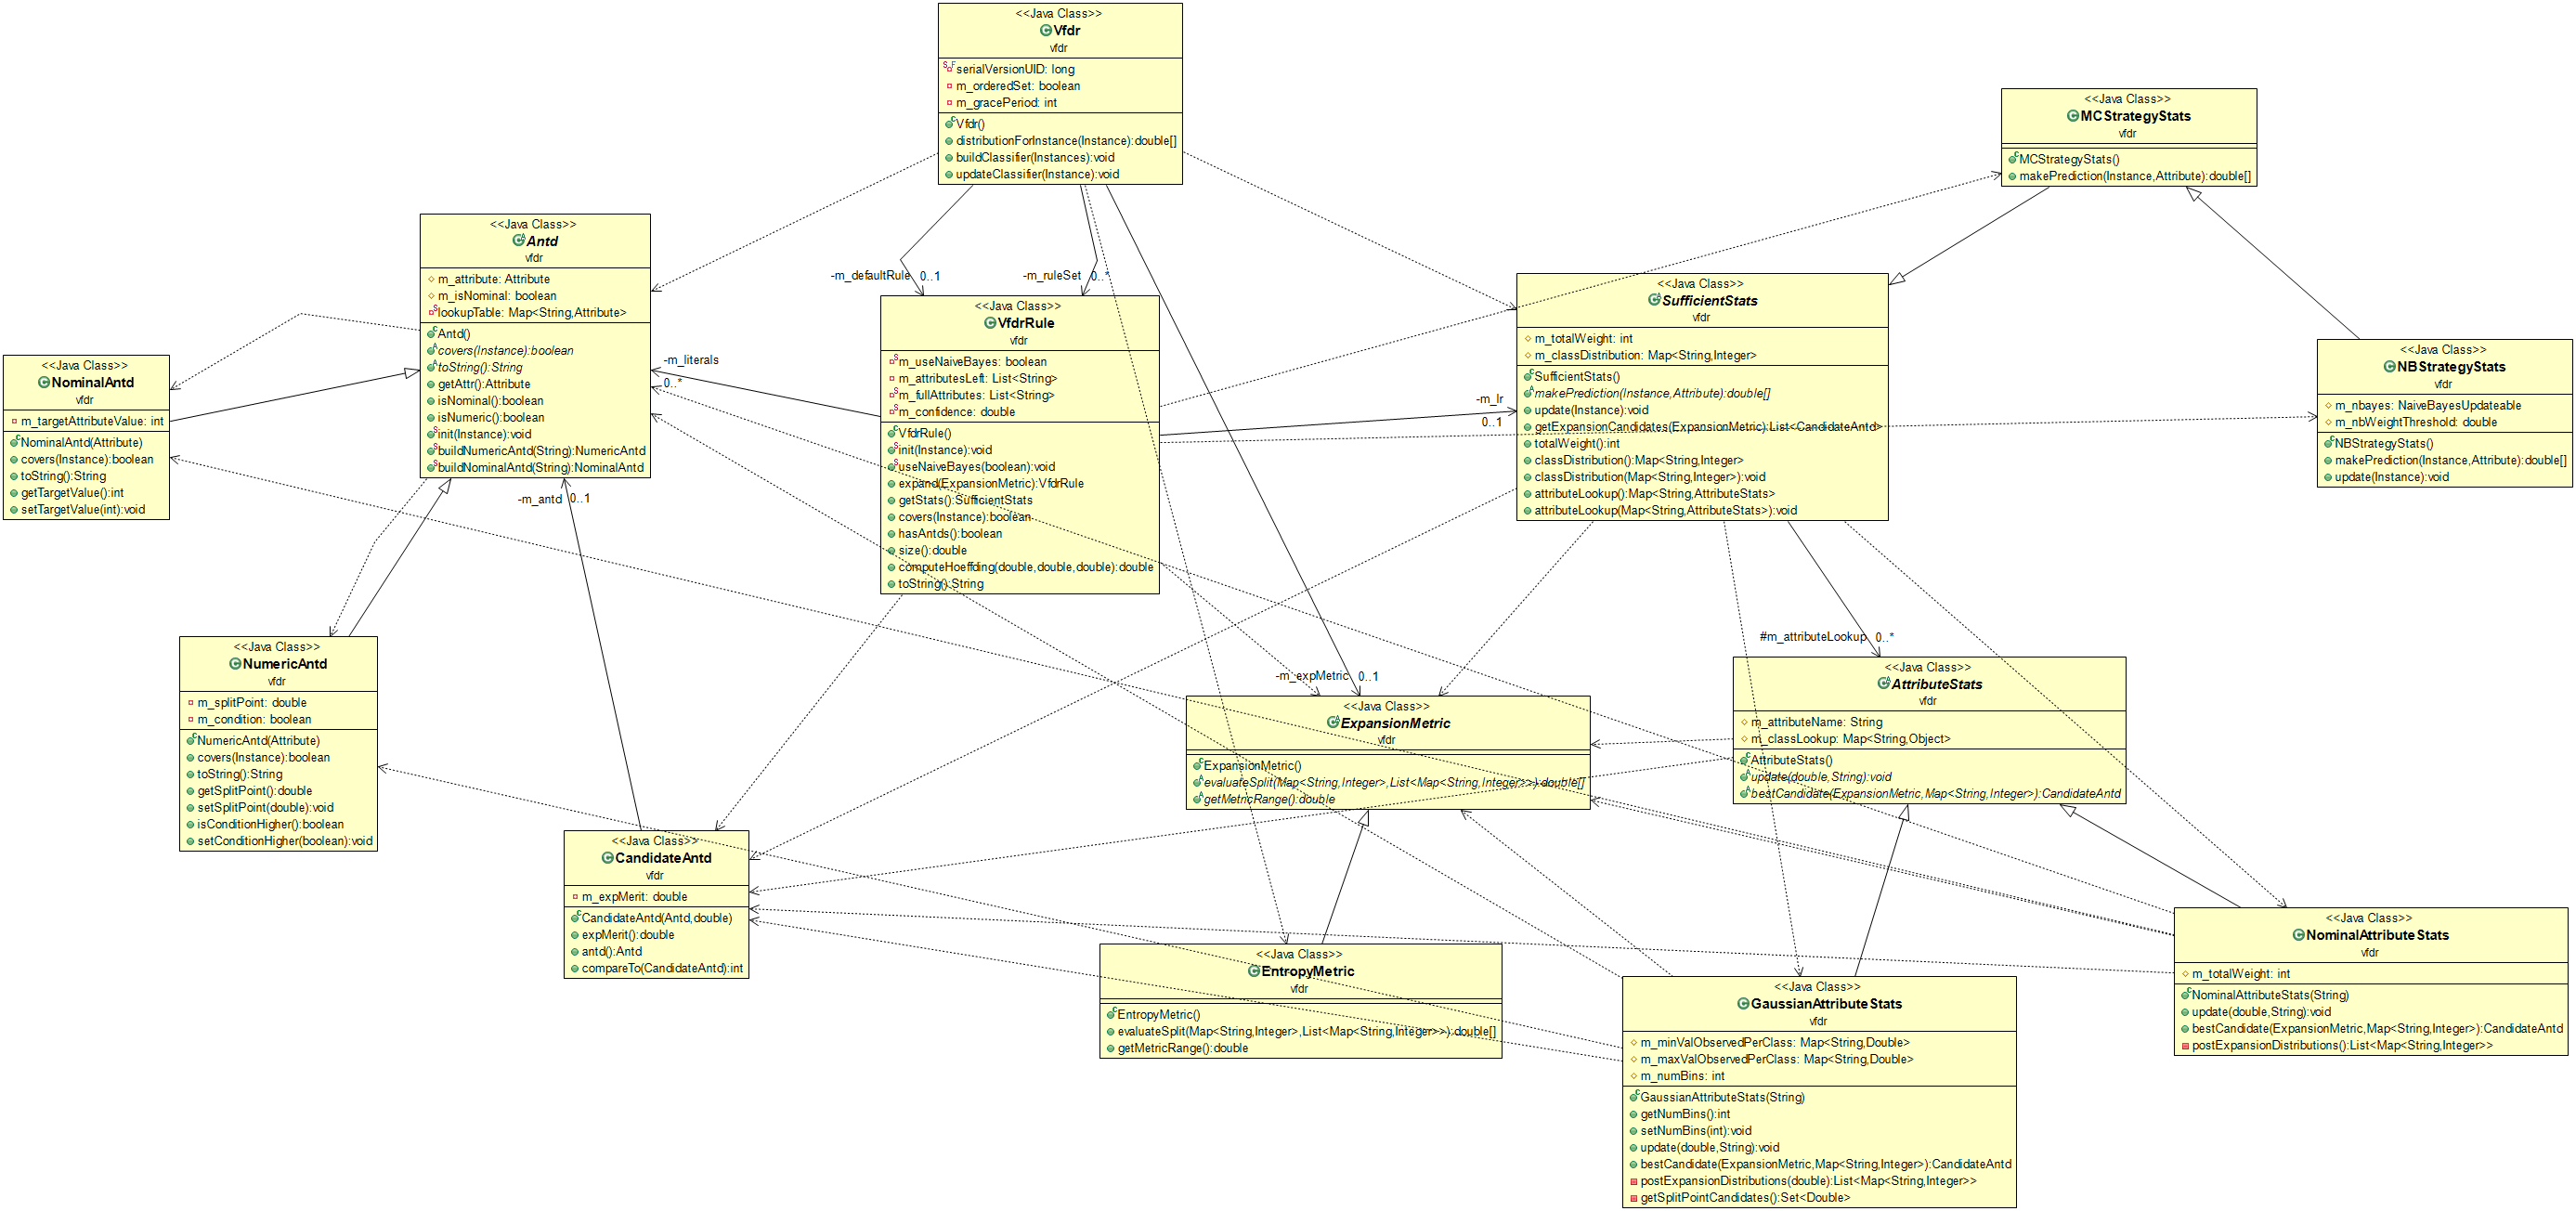 <<Java Class>>
Vfdr
vfdr
serialVersionUID: long
m_orderedSet: boolean
m_gracePeriod: int
Vfdr()
distributionForInstance(Instance):double[]
buildClassifier(Instances):void
updateClassifier(Instance):void
<<Java Class>>
MCStrategyStats
vfdr
MCStrategyStats()
makePrediction(Instance,Attribute):double[]
<<Java Class>>
Antd
vfdr
m_attribute: Attribute
m_isNominal: boolean
lookupTable: Map<String,Attribute>
Antd()
covers(Instance):boolean
toString():String
getAttr():Attribute
isNominal():boolean
isNumeric():boolean
init(Instance):void
buildNumericAntd(String):NumericAntd
buildNominalAntd(String):NominalAntd
-m_defaultRule 0..1
-m_ruleSet 0..*
<<Java Class>>
VfdrRule
vfdr
m_useNaiveBayes: boolean
m_attributesLeft: List<String>
m_fullAttributes: List<String>
m_confidence: double
VfdrRule()
init(Instance):void
useNaiveBayes(boolean):void
expand(ExpansionMetric):VfdrRule
getStats():SufficientStats
covers(Instance):boolean
hasAntds():boolean
size():double
computeHoeffding(double,double,double):double
toString():String
-m_literals
0..*
-m_lr
0..1
<<Java Class>>
SufficientStats
vfdr
m_totalWeight: int
m_classDistribution: Map<String,Integer>
SufficientStats()
makePrediction(Instance,Attribute):double[]
update(Instance):void
getExpansionCandidates(ExpansionMetric):List<CandidateAntd>
totalWeight():int
classDistribution():Map<String,Integer>
classDistribution(Map<String,Integer>):void
attributeLookup():Map<String,AttributeStats>
attributeLookup(Map<String,AttributeStats>):void
<<Java Class>>
NBStrategyStats
vfdr
m_nbayes: NaiveBayesUpdateable
m_nbWeightThreshold: double
NBStrategyStats()
makePrediction(Instance,Attribute):double[]
update(Instance):void
<<Java Class>>
NominalAntd
vfdr
m_targetAttributeValue: int
NominalAntd(Attribute)
covers(Instance):boolean
toString():String
getTargetValue():int
setTargetValue(int):void
-m_antd 0..1
<<Java Class>>
NumericAntd
vfdr
m_splitPoint: double
m_condition: boolean
NumericAntd(Attribute)
covers(Instance):boolean
toString():String
getSplitPoint():double
setSplitPoint(double):void
isConditionHigher():boolean
setConditionHigher(boolean):void
-m_expMetric 0..1
#m_attributeLookup 0..*
<<Java Class>>
ExpansionMetric
vfdr
ExpansionMetric()
evaluateSplit(Map<String,Integer>,List<Map<String,Integer>>):double[]
getMetricRange():double
<<Java Class>>
AttributeStats
vfdr
m_attributeName: String
m_classLookup: Map<String,Object>
AttributeStats()
update(double,String):void
bestCandidate(ExpansionMetric,Map<String,Integer>):CandidateAntd
<<Java Class>>
CandidateAntd
vfdr
m_expMerit: double
CandidateAntd(Antd,double)
expMerit():double
antd():Antd
compareTo(CandidateAntd):int
<<Java Class>>
EntropyMetric
vfdr
EntropyMetric()
evaluateSplit(Map<String,Integer>,List<Map<String,Integer>>):double[]
getMetricRange():double
<<Java Class>>
GaussianAttributeStats
vfdr
m_minValObservedPerClass: Map<String,Double>
m_maxValObservedPerClass: Map<String,Double>
m_numBins: int
GaussianAttributeStats(String)
getNumBins():int
setNumBins(int):void
update(double,String):void
bestCandidate(ExpansionMetric,Map<String,Integer>):CandidateAntd
postExpansionDistributions(double):List<Map<String,Integer>>
getSplitPointCandidates():Set<Double>
<<Java Class>>
NominalAttributeStats
vfdr
m_totalWeight: int
NominalAttributeStats(String)
update(double,String):void
bestCandidate(ExpansionMetric,Map<String,Integer>):CandidateAntd
postExpansionDistributions():List<Map<String,Integer>>